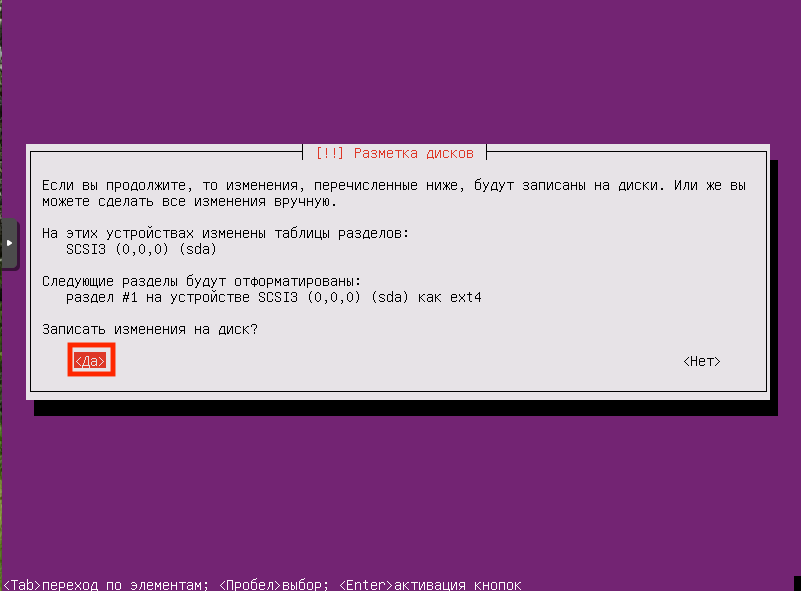 [!!] Разметка дисков
Если вы продолжите, то изменения, перечисленные ниже, будут записаны на диски. Или же вы
можете сделать все изменения вручную.
На этих устройствах изменены таблицы разделов:
SCSI3 (0,0,0) (sda)
Следующие разделы будут отформатированы:
раздел #1 на устройстве SCSI3 (0,0,0) (sda) как ext4
Записать изменения на диск?
<Да> <Нет>
<Tab>переход по элементам; <Пробел>выбор; <Enter>активация кнопок